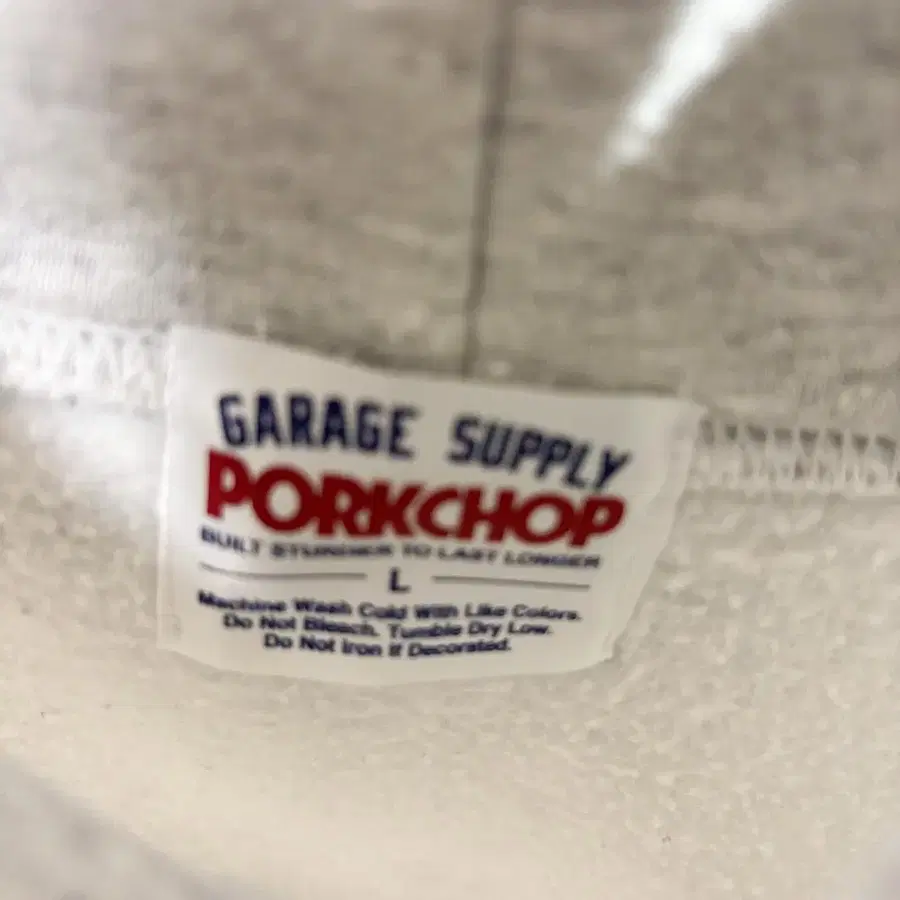 GARAGE SUPPLY
PORKCHOP
BUILT STURDIER TO LAST LONGER
L
Machine Wash Cold With Like Colors.
Do Not Bleach. Tumble Dry Low.
Do Not Iron If Decorated.